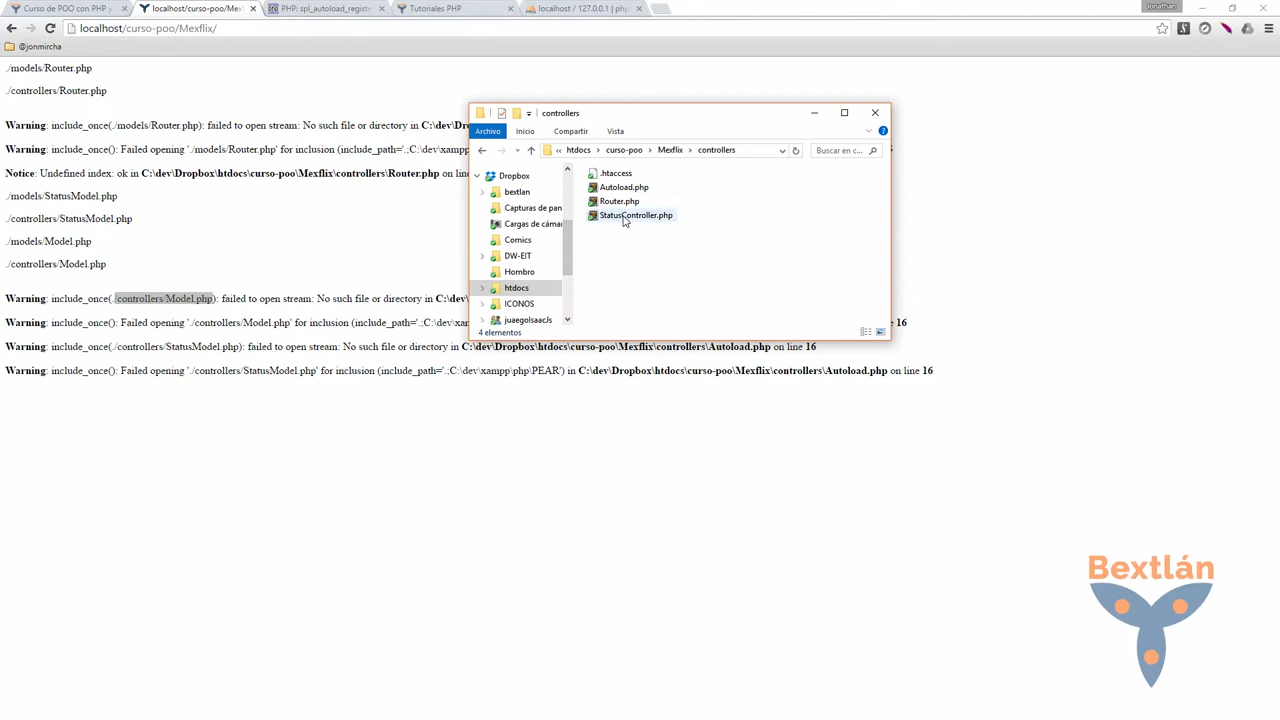 Curso de POO con PHP y
localhost/curso-poo/Mex
PHP: spl_autoload_registe
Tutoriales PHP
localhost / 127.0.0.1 | ph
Jonathan
localhost/curso-poo/Mexflix/
@jonmircha
./models/Router.php
./controllers/Router.php
Warning: include_once(./models/Router.php): failed to open stream: No such file or directory in C:\dev\Dro
Warning: include_once(): Failed opening './models/Router.php' for inclusion (include_path='.;C:\dev\xampp
Notice: Undefined index: ok in C:\dev\Dropbox\htdocs\curso-poo\Mexflix\controllers\Router.php on lin
./models/StatusModel.php
./controllers/StatusModel.php
./models/Model.php
./controllers/Model.php
Warning: include_once(./controllers/Model.php): failed to open stream: No such file or directory in C:\de
Warning: include_once(): Failed opening './controllers/Model.php' for inclusion (include_path='.;C:\dev\xam 16
Warning: include_once(./controllers/StatusModel.php): failed to open stream: No such file or directory in C:\dev\Dropbox\htdocs\curso-poo\Mexflix\controllers\Autoload.php on line 16
Warning: include_once(): Failed opening './controllers/StatusModel.php' for inclusion (include_path='.;C:\dev\xampp\php\PEAR') in C:\dev\Dropbox\htdocs\curso-poo\Mexflix\controllers\Autoload.php on line 16
controllers
Archivo Inicio Compartir Vista
« htdocs > curso-poo > Mexflix > controllers
Buscar en c...
Dropbox
bextlan
Capturas de pan
Cargas de cámar
Comics
DW-EIT
Hombro
htdocs
ICONOS
juaegoIsaacJs
.htaccess
Autoload.php
Router.php
StatusController.php
4 elementos
Bextlán